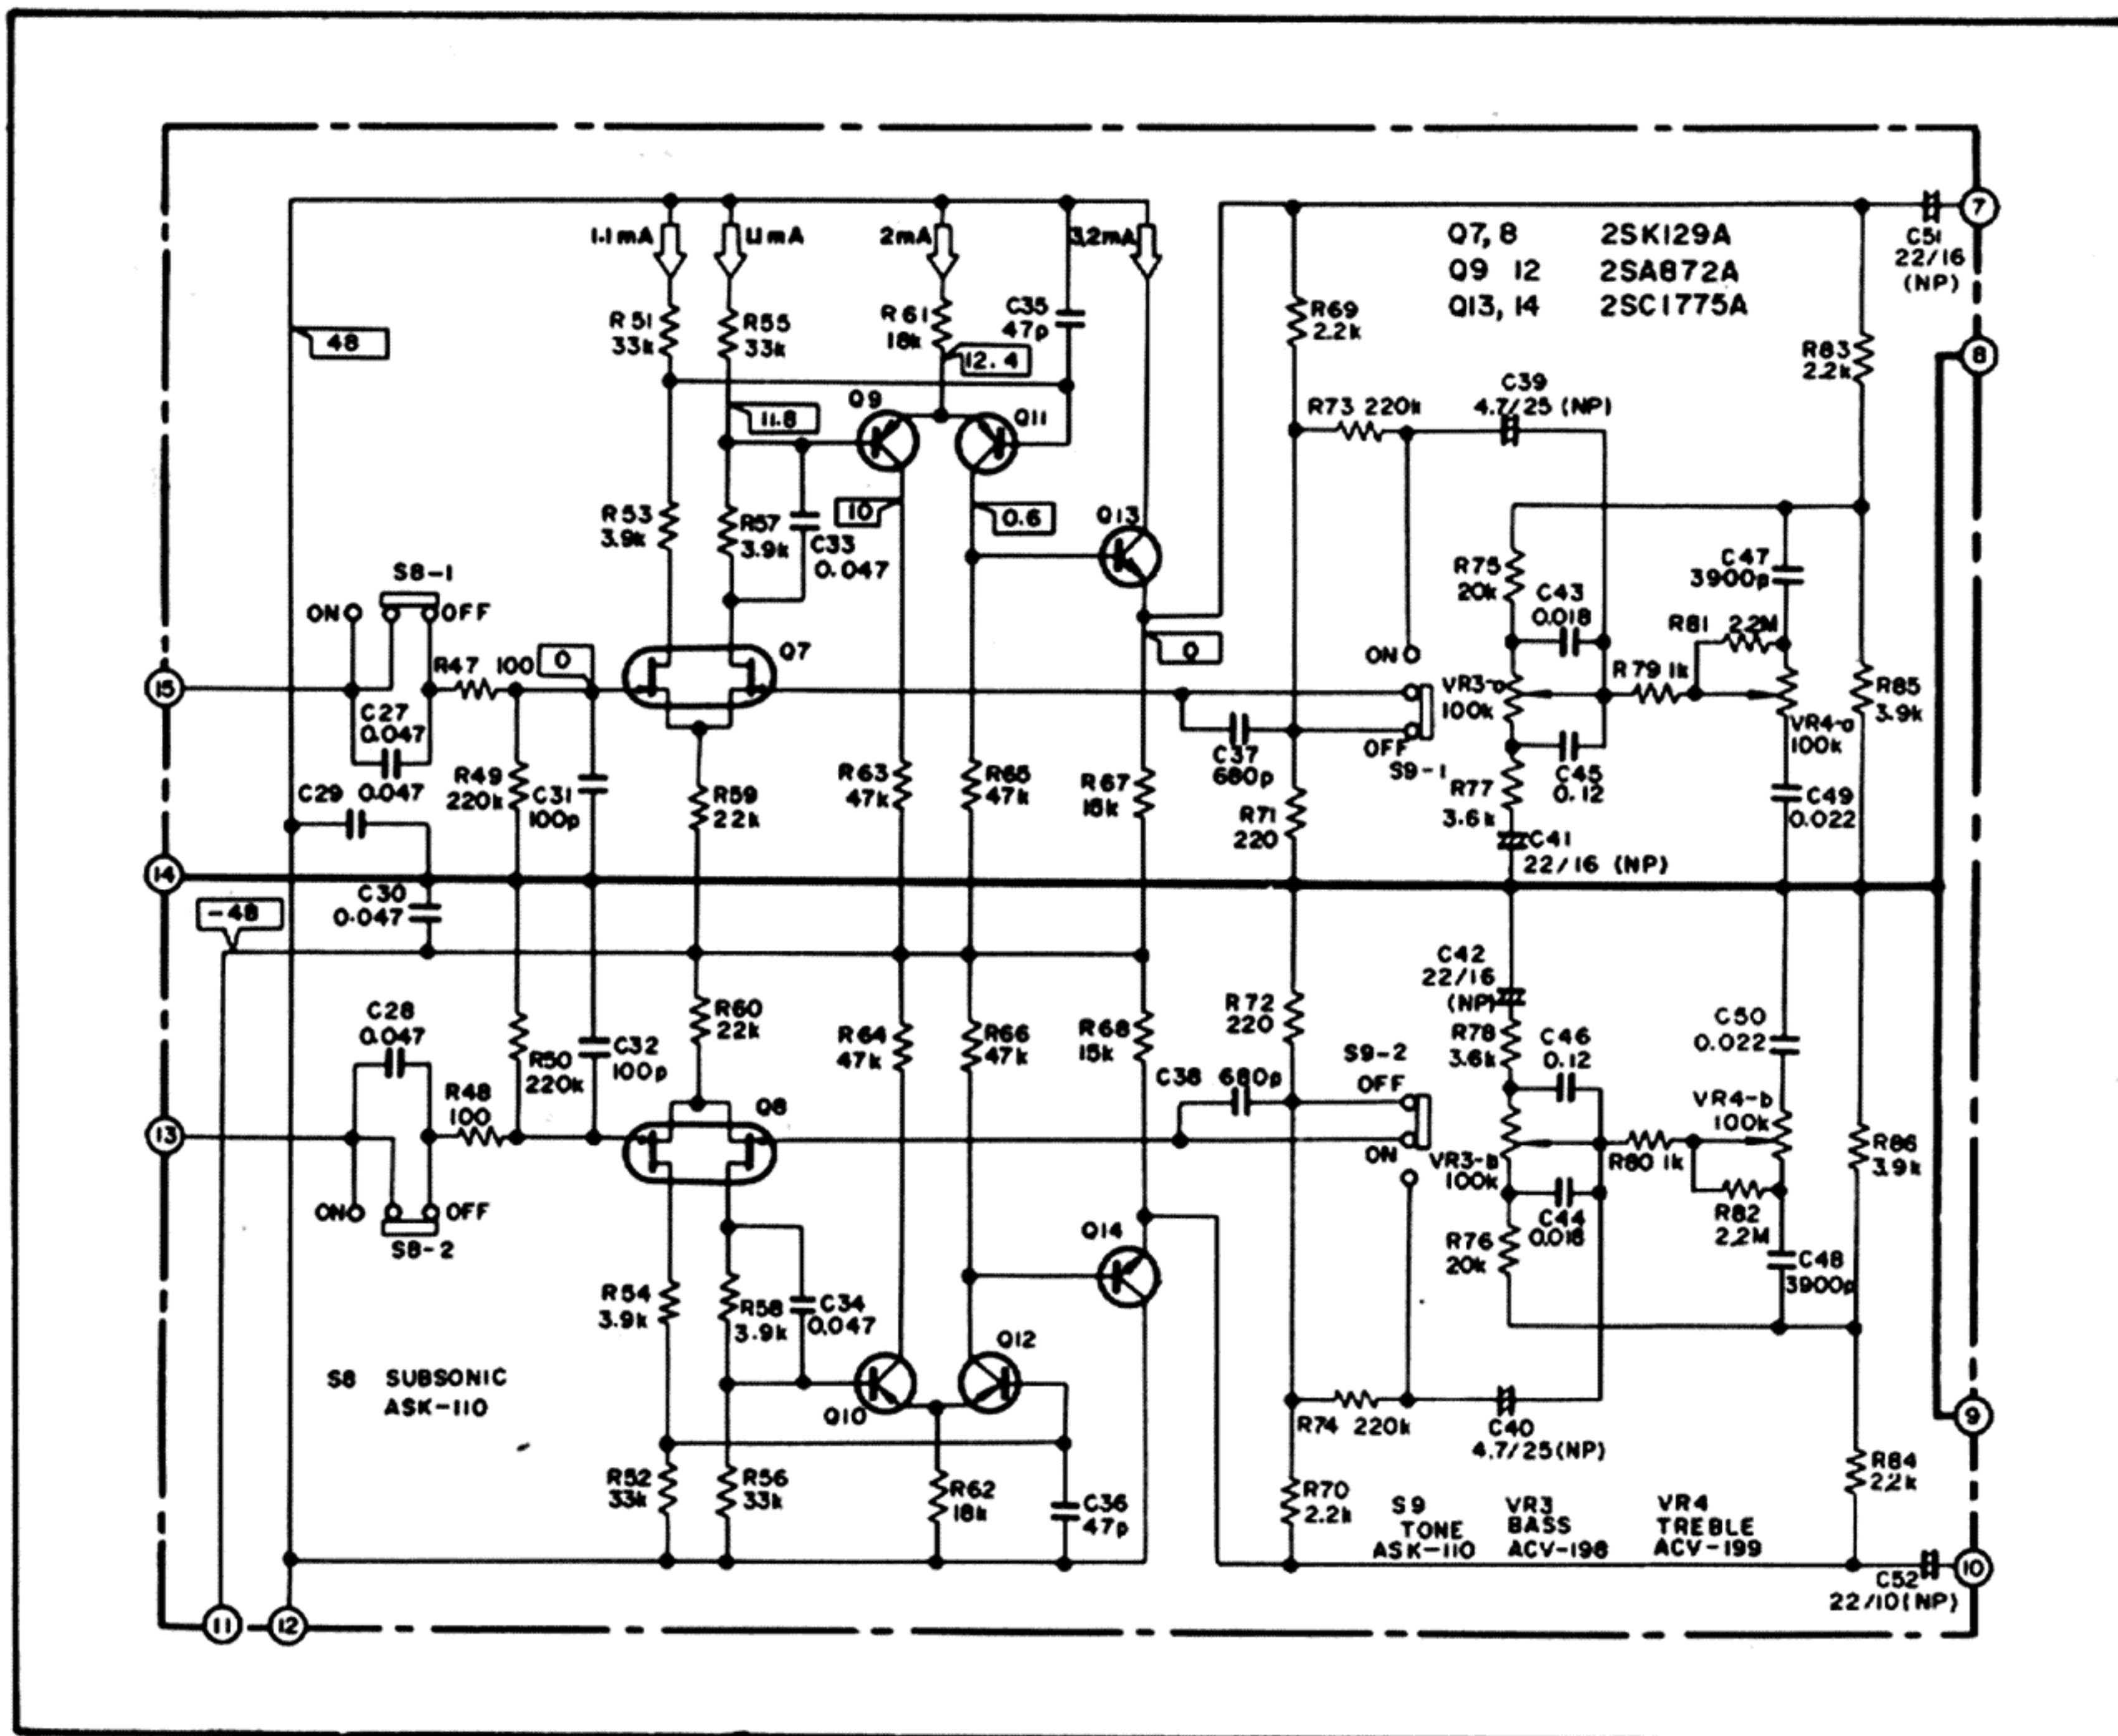 7
1.1mA
1.1mA
2mA
3.2mA
Q7, 8 2SK129A
Q9 12 2SA872A
Q13, 14 2SC1775A
C51
22/16
(NP)
8
48
R51
33k
R55
33k
R61
18k
C35
47p
12.4
R69
2.2k
R83
2.2k
11.8
Q9
Q11
R73 220k
C39
4.7/25 (NP)
R53
3.9k
R57
3.9k
C33
0.047
10
0.6
Q13
S8-1
ON
OFF
R75
20k
C43
0.018
C47
3900p
R81 2.2M
15
R47 100
0
Q7
0
ON
VR3-a
100k
R79 1k
R85
3.9k
C27
0.047
VR4-a
100k
C37
680p
OFF
S9-1
C45
0.12
C29 0.047
R49
220k
C31
100p
R59
22k
R63
47k
R65
47k
R67
15k
R71
220
R77
3.6k
C49
0.022
C41
22/16 (NP)
14
C30
0.047
-48
C42
22/16
(NP)
C28
0.047
R60
22k
R64
47k
R66
47k
R68
15k
R72
220
R78
3.6k
C46
0.12
C50
0.022
R50
220k
C32
100p
S9-2
OFF
C38 680p
R48
100
Q8
VR4-b
100k
13
ON
VR3-b
100k
R80 1k
R86
3.9k
ON
OFF
S8-2
C44
0.018
R82
2.2M
Q14
R76
20k
C48
3900p
R54
3.9k
R58
3.9k
C34
0.047
Q12
S8 SUBSONIC
ASK-110
Q10
R74 220k
C40
4.7/25(NP)
9
R52
33k
R56
33k
R62
18k
C36
47p
R70
2.2k
R84
2.2k
S9
TONE
ASK-110
VR3
BASS
ACV-198
VR4
TREBLE
ACV-199
C52
22/10(NP)
10
11
12